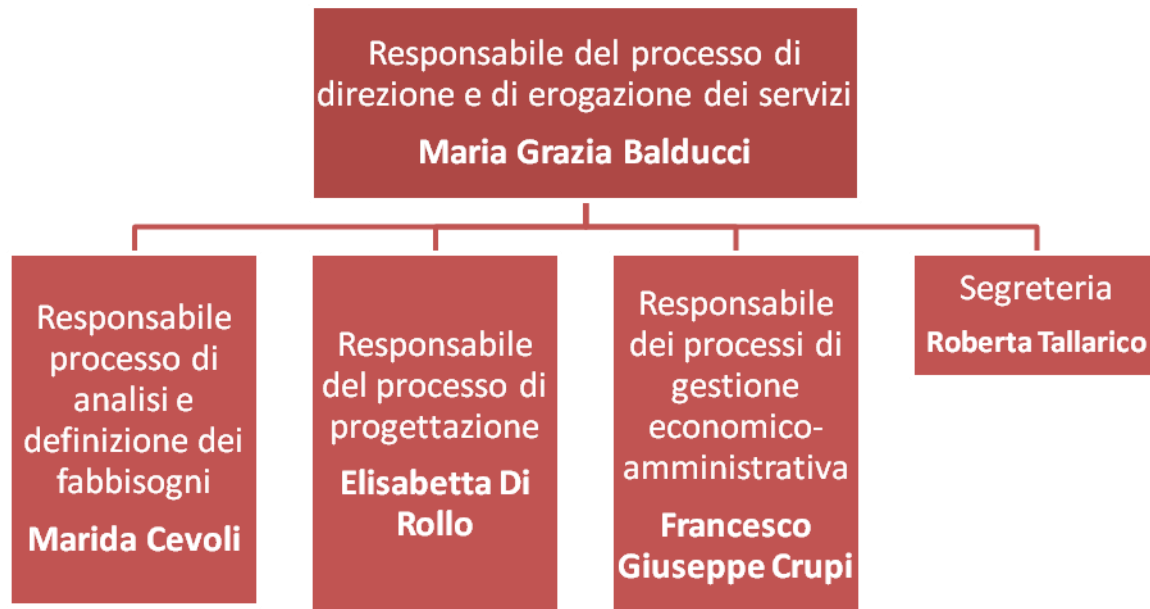 Responsabile del processo di
direzione e di erogazione dei servizi
Maria Grazia Balducci
Responsabile
processo di
analisi e
definizione dei
fabbisogni
Marida Cevoli
Responsabile
del processo di
progettazione
Elisabetta Di
Rollo
Responsabile
dei processi di
gestione
economico-
amministrativa
Francesco
Giuseppe Crupi
Segreteria
Roberta Tallarico